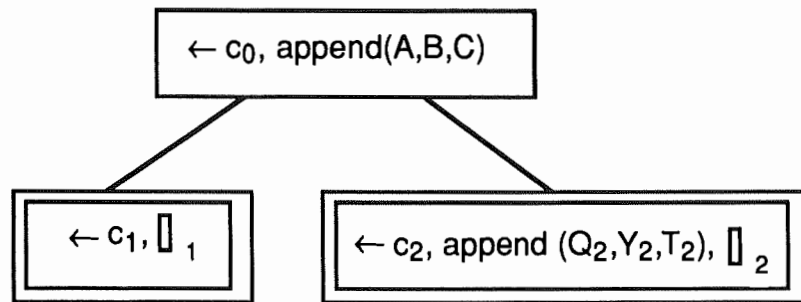 ← c₀, append(A,B,C)
← c₁, ▯ ₁
← c₂, append (Q₂,Y₂,T₂), ▯ ₂